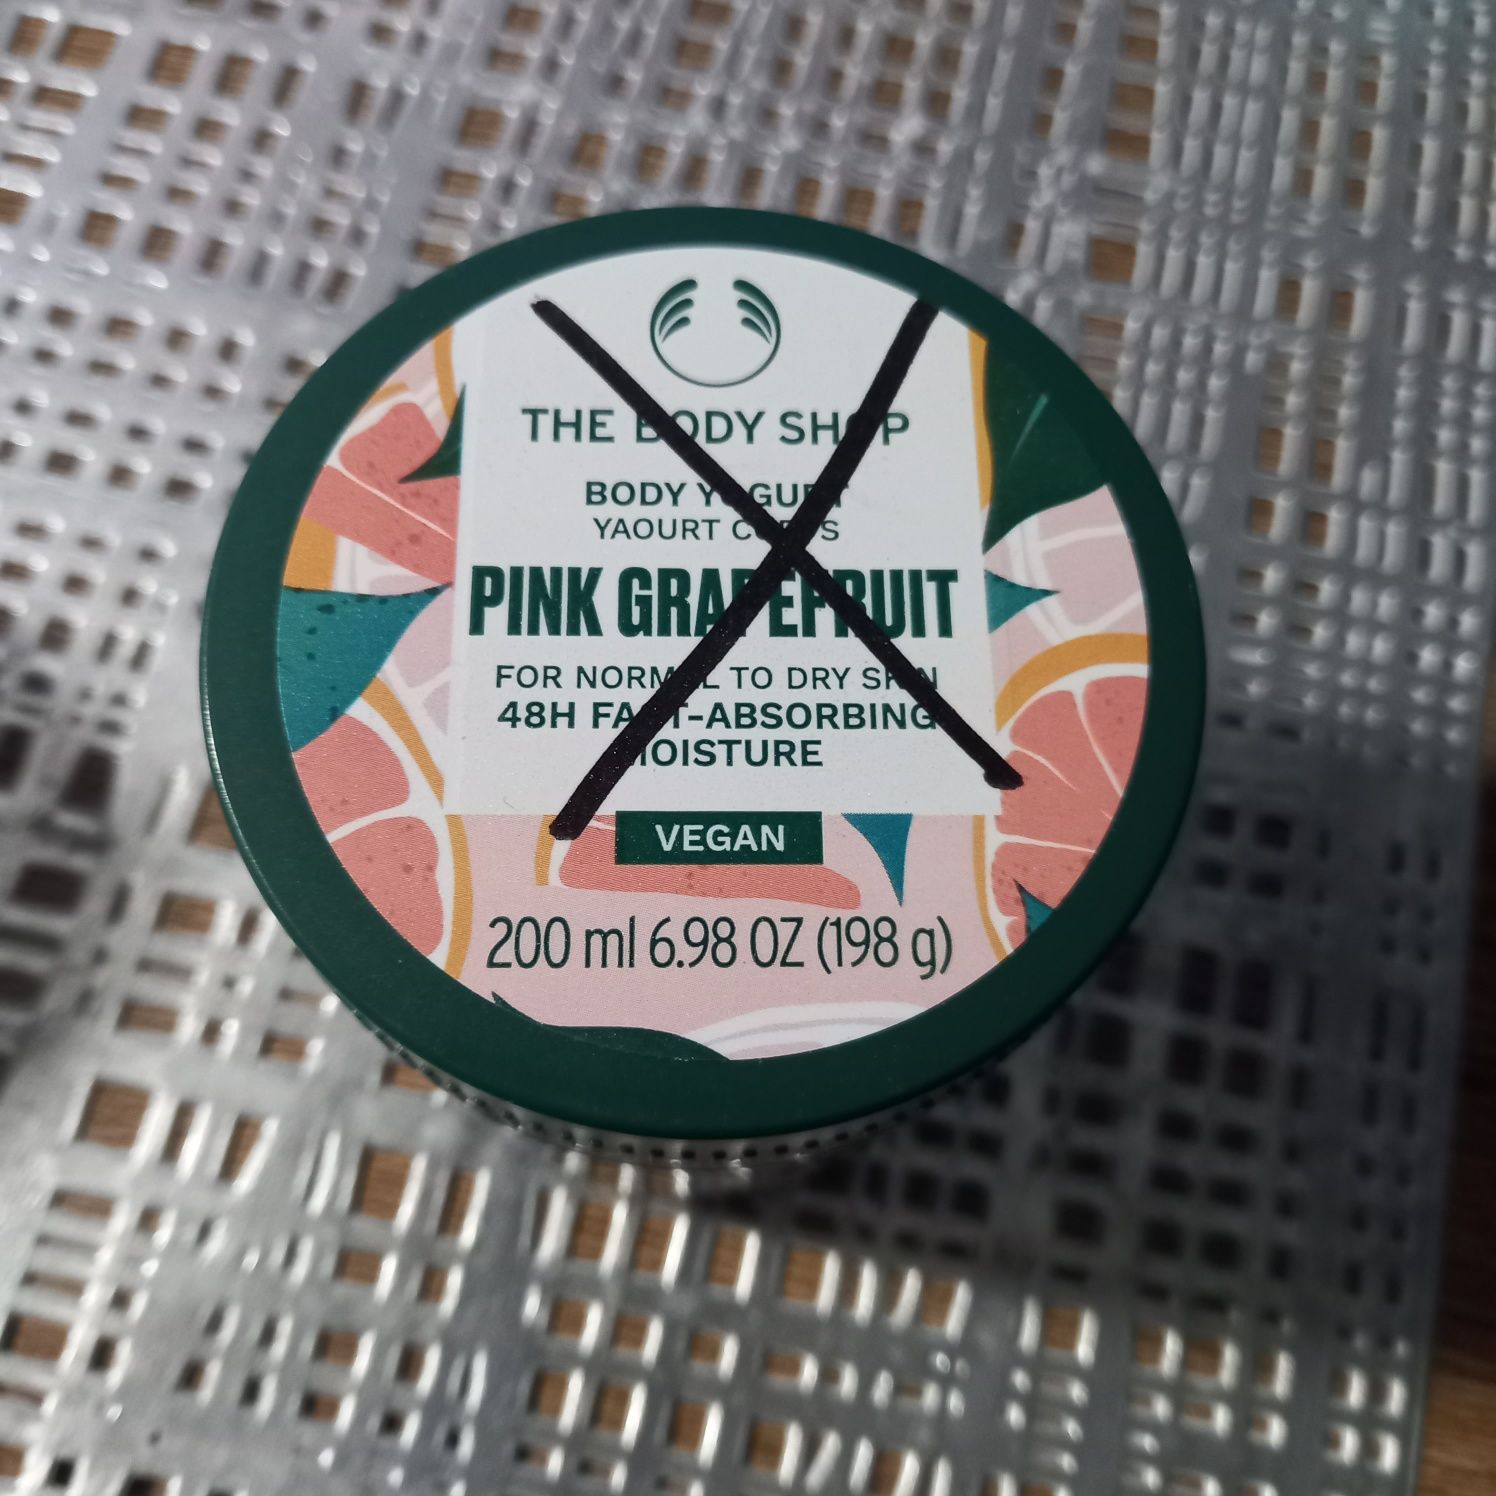 THE BODY SHOP
BODY YOGURT
YAOURT CORPS
PINK GRAPEFRUIT
FOR NORMAL TO DRY SKIN
48H FAST-ABSORBING
MOISTURE
VEGAN
200 ml 6.98 OZ (198 g)